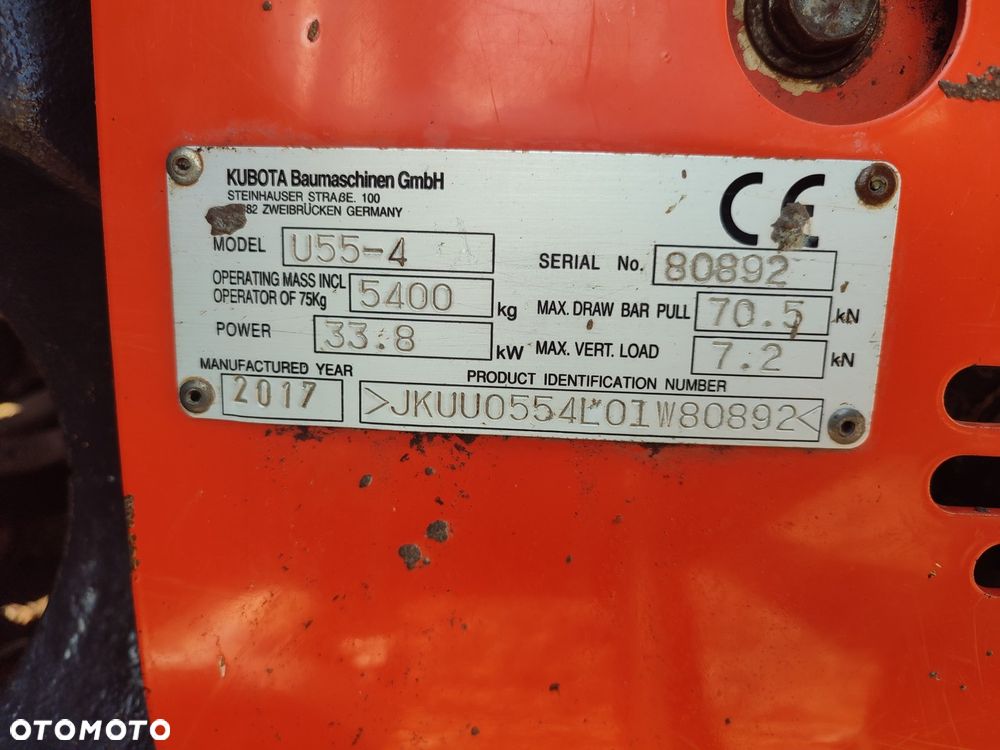 KUBOTA Baumaschinen GmbH
STEINHAUSER STRAßE. 100
82 ZWEIBRÜCKEN GERMANY
CE
MODEL U55-4
SERIAL No. 80892
OPERATING MASS INCL
OPERATOR OF 75Kg 5400 kg
MAX. DRAW BAR PULL 70.5 kN
POWER 33.8 kW
MAX. VERT. LOAD 7.2 kN
MANUFACTURED YEAR
2017
PRODUCT IDENTIFICATION NUMBER
>JKUU0554L01W80892<
OTOMOTO